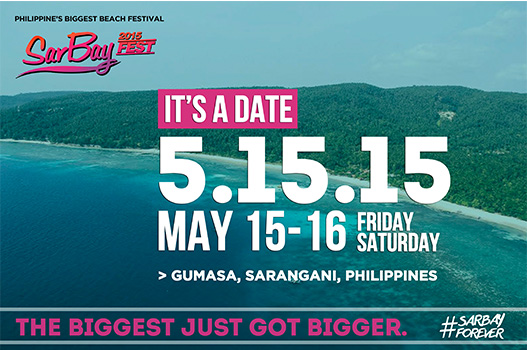 PHILIPPINE'S BIGGEST BEACH FESTIVAL
SarBay 2015 FEST
IT'S A DATE
5.15.15
MAY 15-16 FRIDAY SATURDAY
> GUMASA, SARANGANI, PHILIPPINES
THE BIGGEST JUST GOT BIGGER.
#SARBAY FOREVER